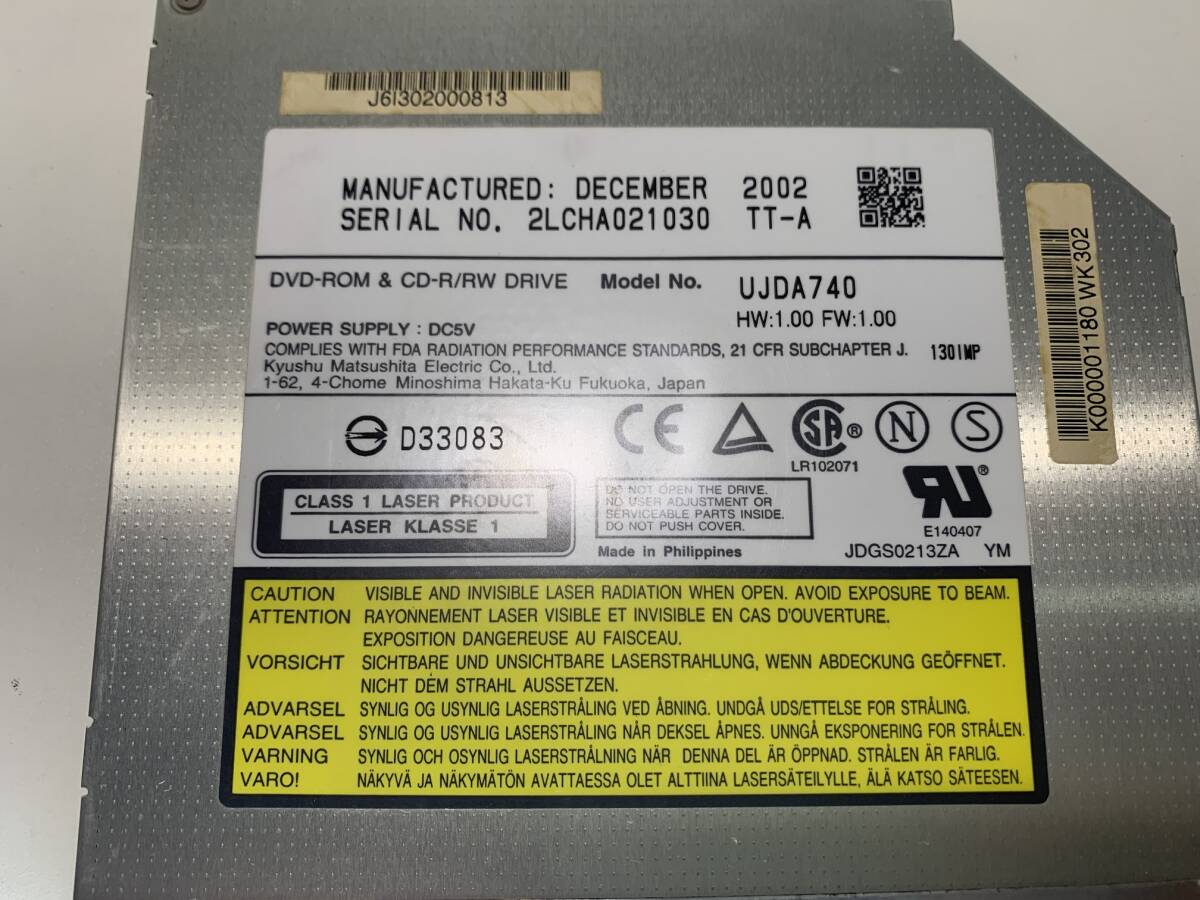 J6I302000813
MANUFACTURED: DECEMBER 2002
SERIAL NO. 2LCHA021030 TT-A
DVD-ROM & CD-R/RW DRIVE Model No. UJDA740
HW:1.00 FW:1.00
POWER SUPPLY : DC5V
COMPLIES WITH FDA RADIATION PERFORMANCE STANDARDS, 21 CFR SUBCHAPTER J. 1301MP
Kyushu Matsushita Electric Co., Ltd.
1-62, 4-Chome Minoshima Hakata-Ku Fukuoka, Japan
K000001180 WK302
D33083
CE SA ® N S
LR102071
RU ®
E140407
CLASS 1 LASER PRODUCT
LASER KLASSE 1
DO NOT OPEN THE DRIVE.
NO USER ADJUSTMENT OR
SERVICEABLE PARTS INSIDE.
DO NOT PUSH COVER.
Made in Philippines
JDGS0213ZA YM
CAUTION VISIBLE AND INVISIBLE LASER RADIATION WHEN OPEN. AVOID EXPOSURE TO BEAM.
ATTENTION RAYONNEMENT LASER VISIBLE ET INVISIBLE EN CAS D'OUVERTURE.
EXPOSITION DANGEREUSE AU FAISCEAU.
VORSICHT SICHTBARE UND UNSICHTBARE LASERSTRAHLUNG, WENN ABDECKUNG GEÖFFNET.
NICHT DEM STRAHL AUSSETZEN.
ADVARSEL SYNLIG OG USYNLIG LASERSTRÅLING VED ÅBNING. UNDGÅ UDS/ETTELSE FOR STRÅLING.
ADVARSEL SYNLIG OG USYNLIG LASERSTRÅLING NÅR DEKSEL ÅPNES. UNNGÅ EKSPONERING FOR STRÅLEN.
VARNING SYNLIG OCH OSYNLIG LASERSTRÅLNING NÄR DENNA DEL ÄR ÖPPNAD. STRÅLEN ÄR FARLIG.
VARO! NÄKYVÄ JA NÄKYMÄTÖN AVATTAESSA OLET ALTTIINA LASERSÄTEILYLLE, ÄLÄ KATSO SÄTEESEN.